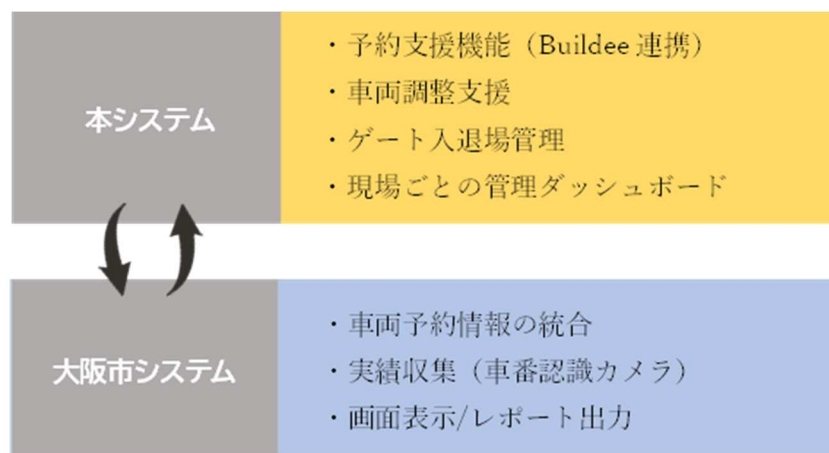 本システム
・予約支援機能（Buildee 連携）
・車両調整支援
・ゲート入退場管理
・現場ごとの管理ダッシュボード
大阪市システム
・車両予約情報の統合
・実績収集（車番認識カメラ）
・画面表示/レポート出力